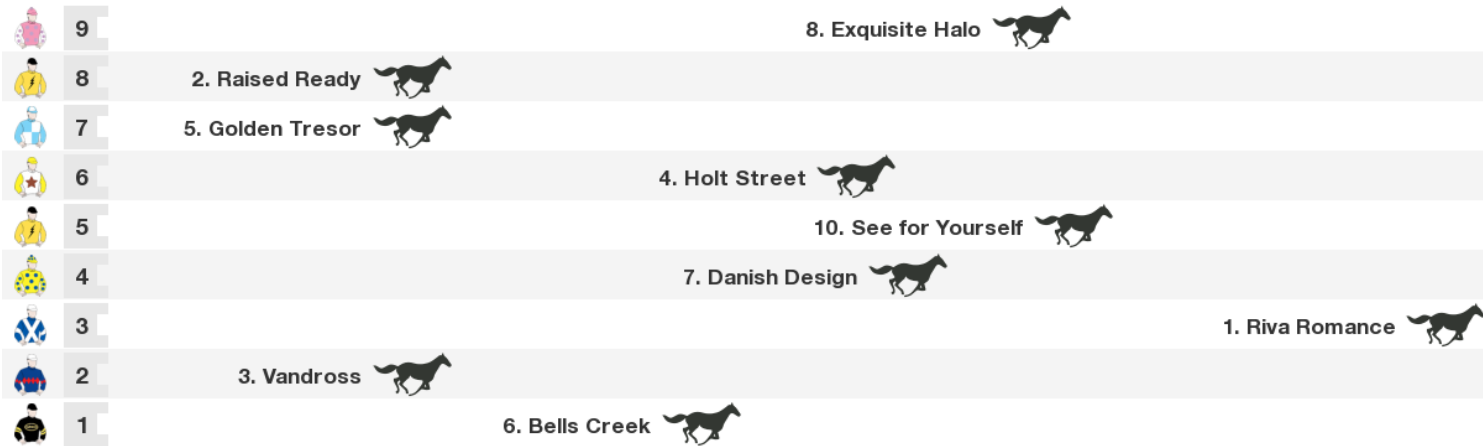 9 8. Exquisite Halo
8 2. Raised Ready
7 5. Golden Tresor
6 4. Holt Street
5 10. See for Yourself
4 7. Danish Design
3 1. Riva Romance
2 3. Vandross
1 6. Bells Creek